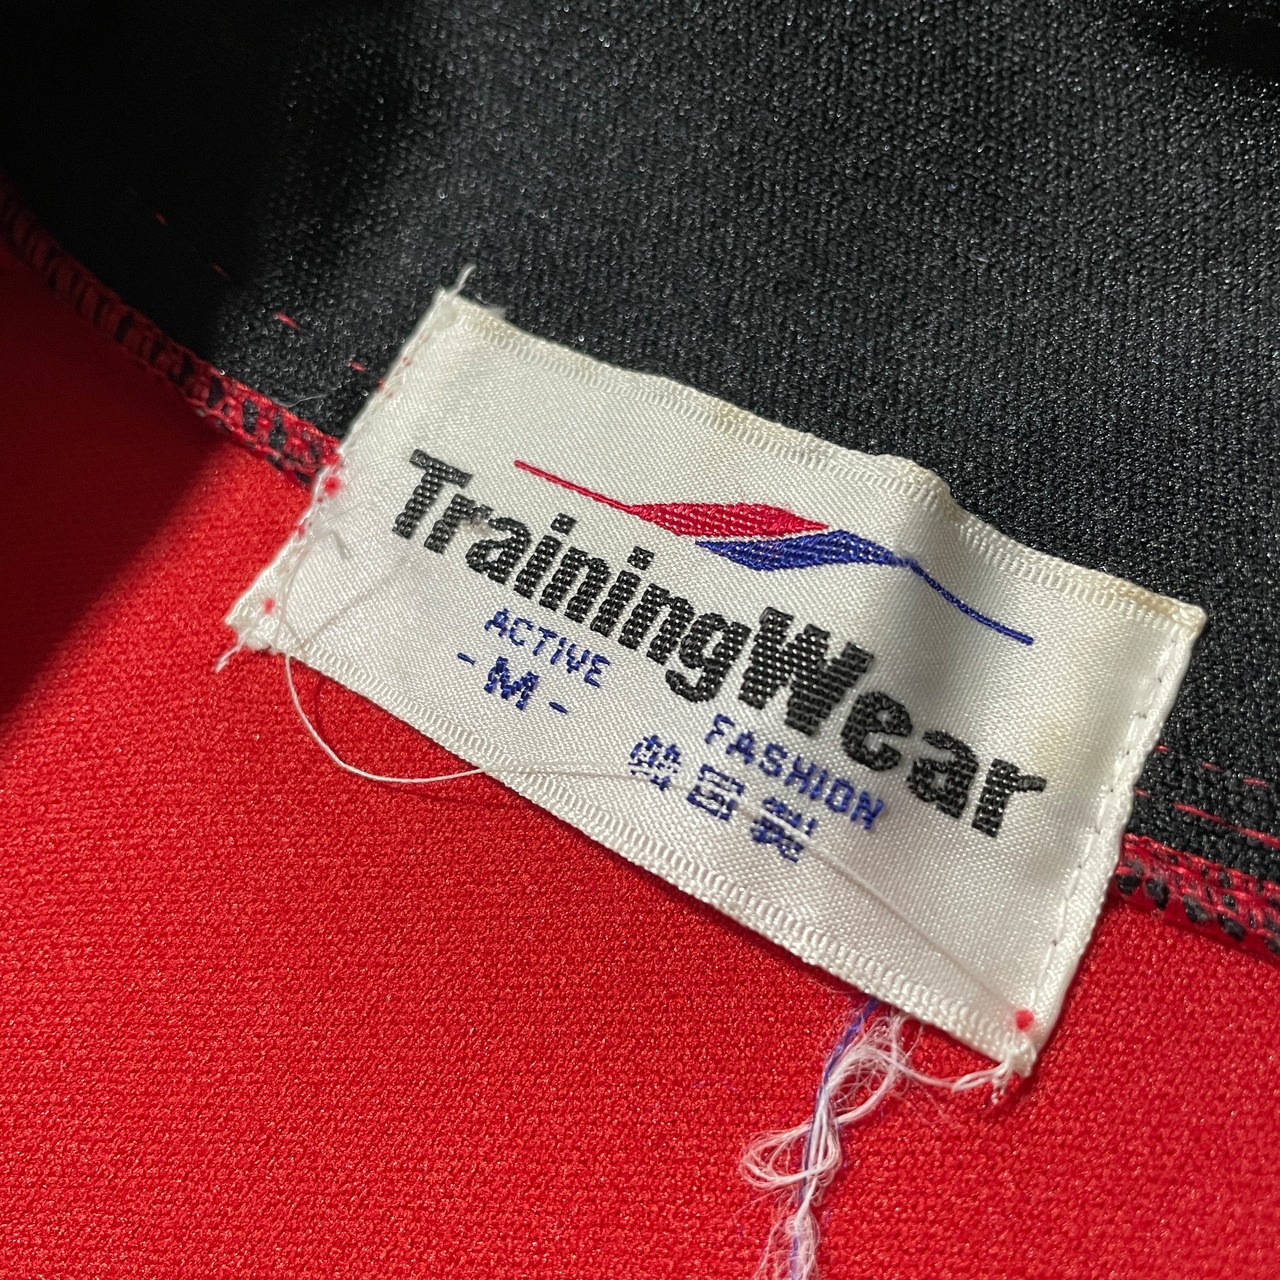 TrainingWear
ACTIVE FASHION
-M-
韓国製